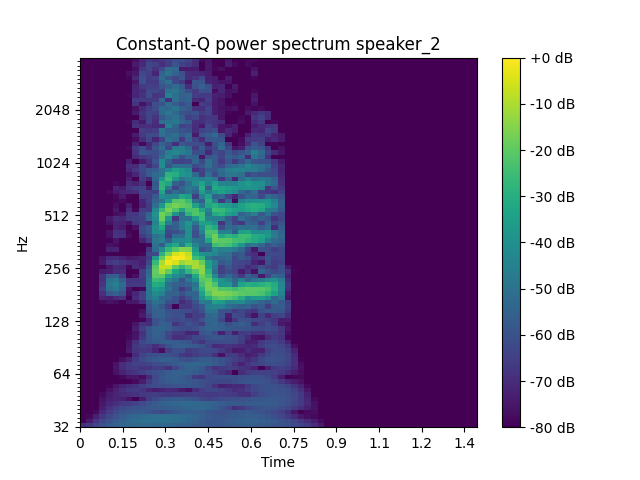 Constant-Q power spectrum speaker_2
+0 dB
2048
-10 dB
1024
-20 dB
512
-30 dB
Hz
-40 dB
256
-50 dB
128
-60 dB
64
-70 dB
32
-80 dB
0 0.15 0.3 0.45 0.6 0.75 0.9 1.1 1.2 1.4
Time